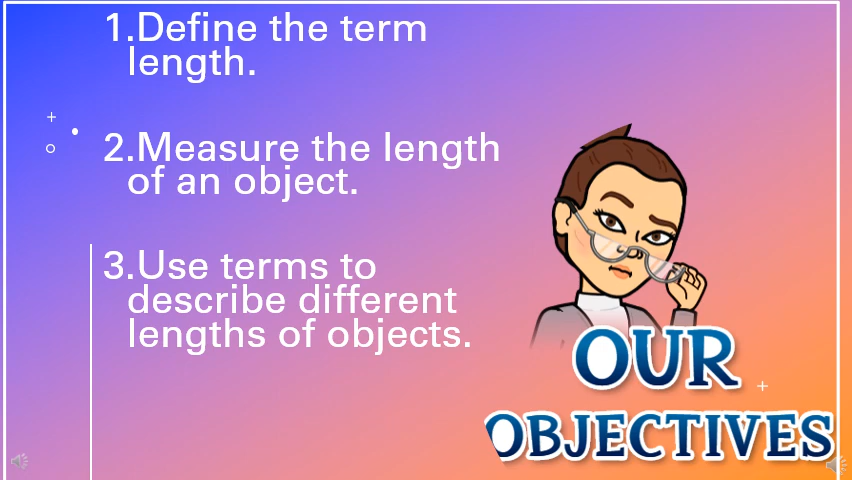 1.Define the term
length.
2.Measure the length
of an object.
3.Use terms to
describe different
lengths of objects.
OUR
OBJECTIVES